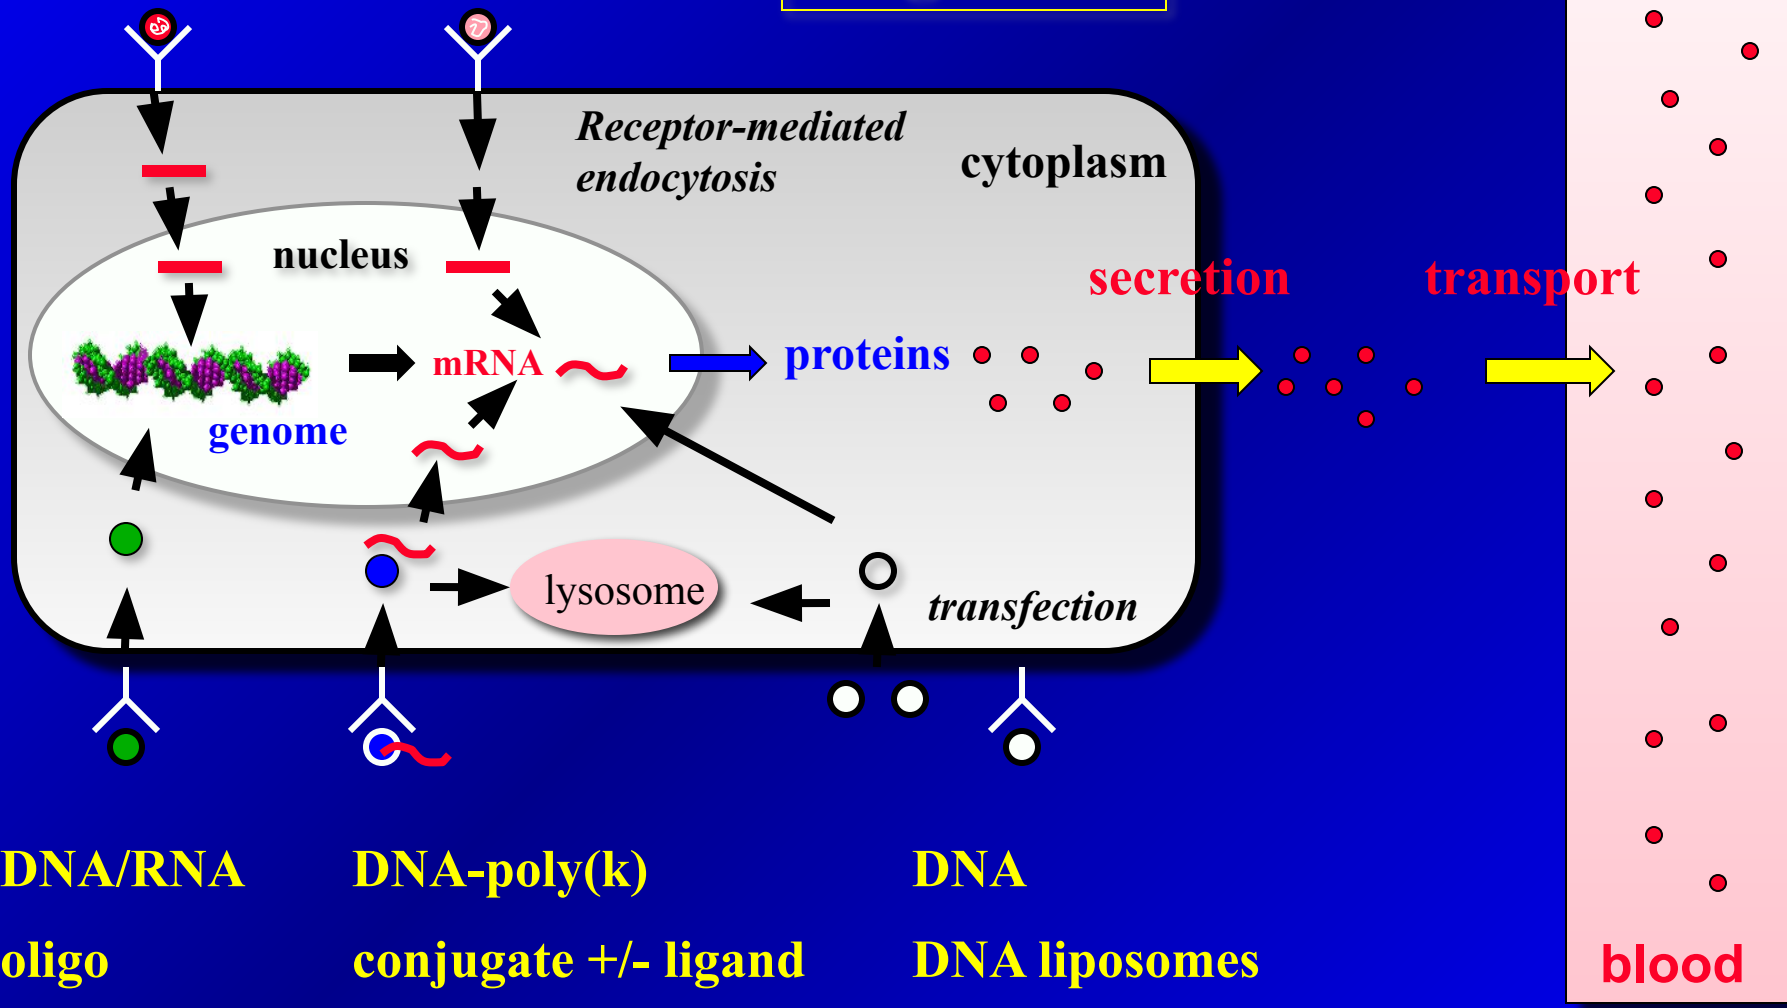 Receptor-mediated
endocytosis
cytoplasm
nucleus
secretion
transport
mRNA
proteins
genome
lysosome
transfection
DNA/RNA
oligo
DNA-poly(k)
conjugate +/- ligand
DNA
DNA liposomes
blood